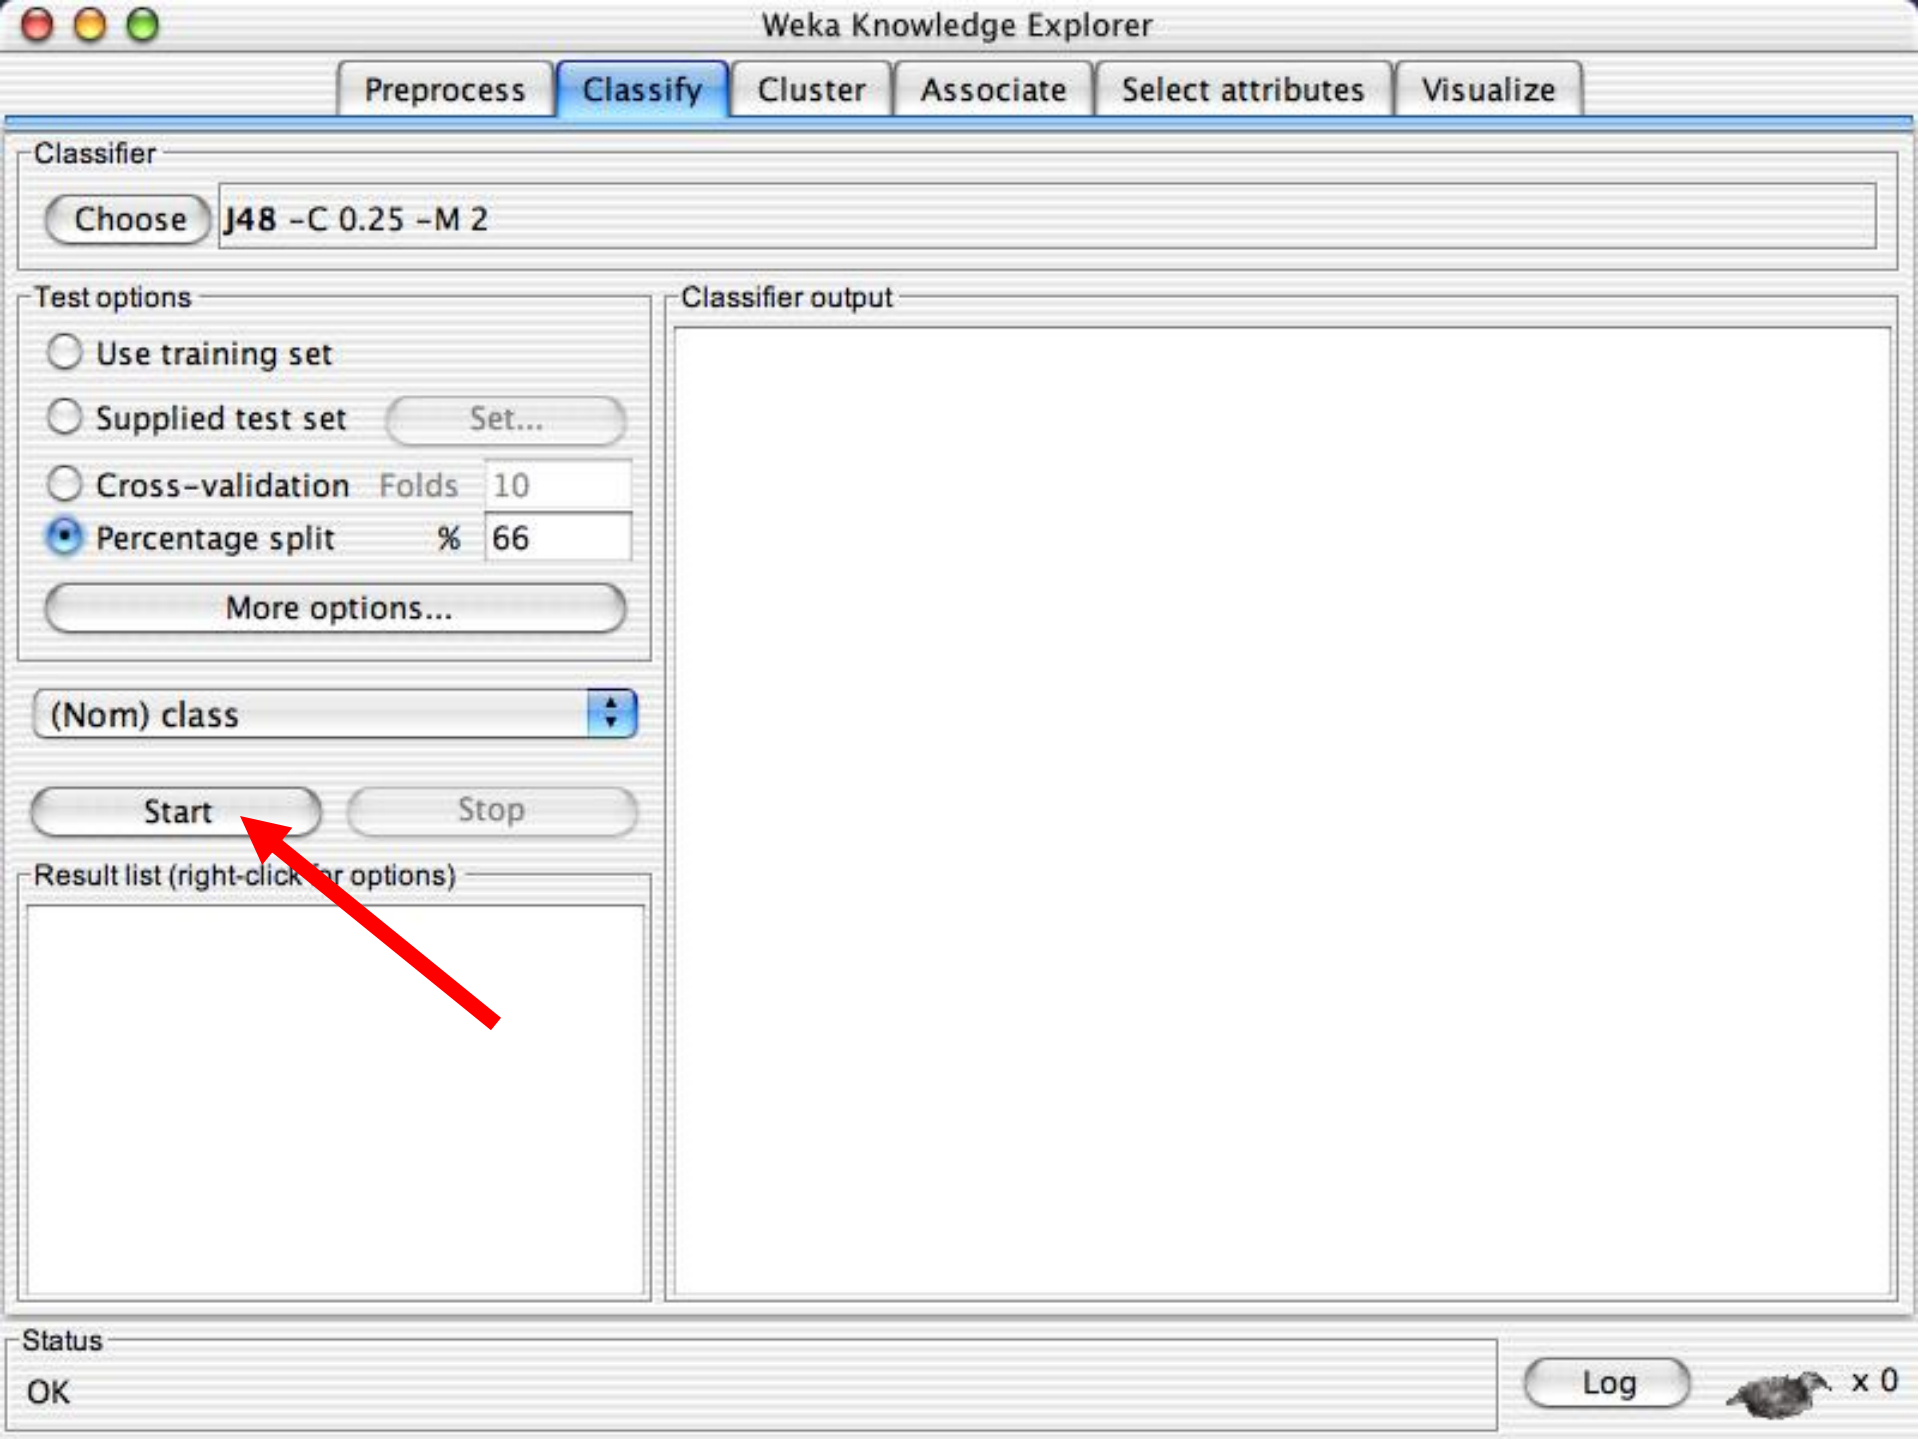 Weka Knowledge Explorer
Preprocess Classify Cluster Associate Select attributes Visualize
Classifier
Choose J48 -C 0.25 -M 2
Test options
Use training set
Supplied test set Set...
Cross-validation Folds 10
Percentage split % 66
More options...
(Nom) class
Start Stop
Result list (right-click for options)
Classifier output
Status
OK
Log x 0